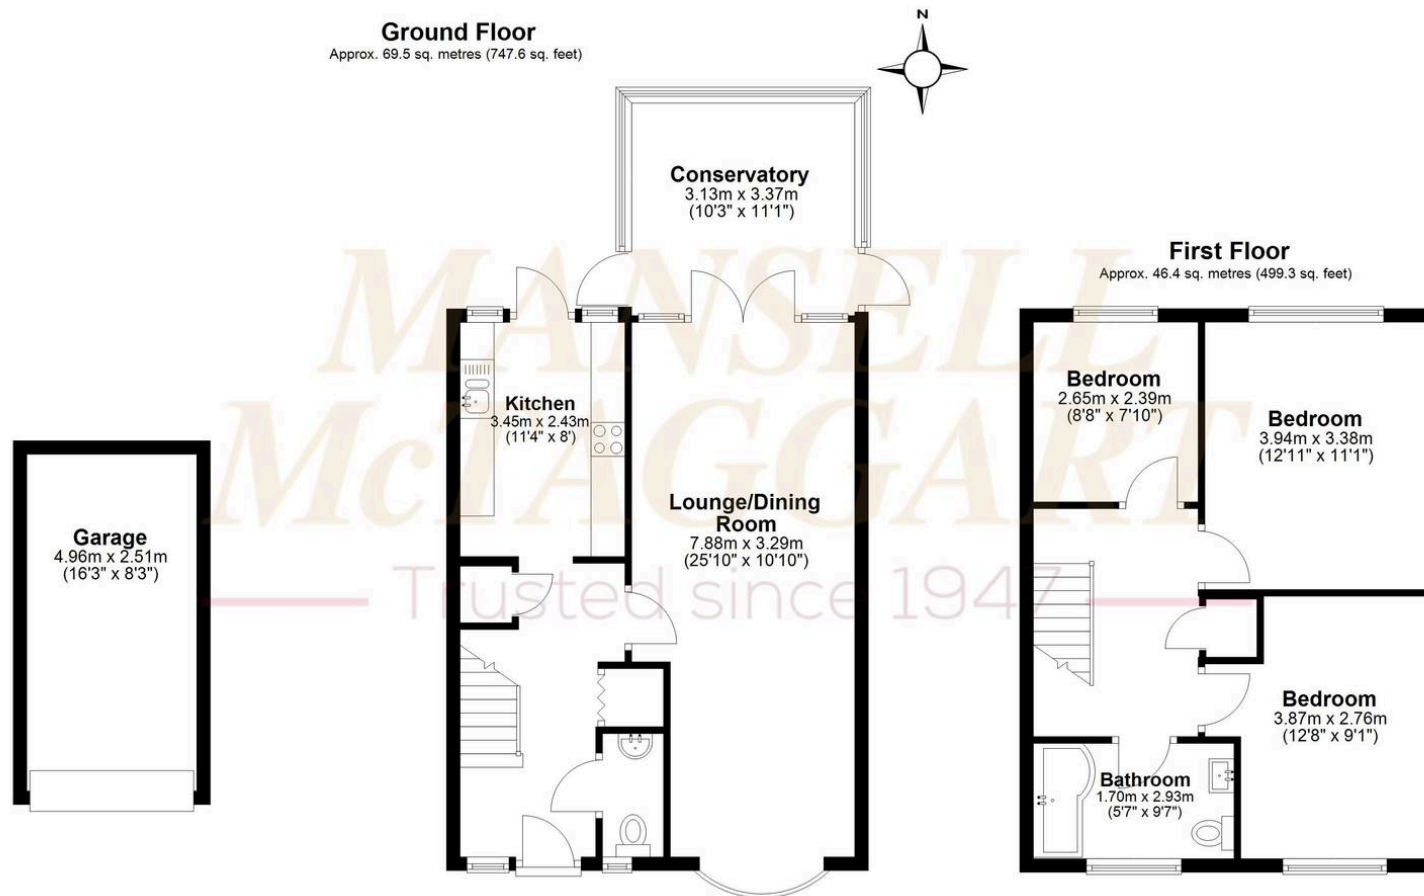 Ground Floor
Approx. 69.5 sq. metres (747.6 sq. feet)
N
Conservatory
3.13m x 3.37m
(10'3" x 11'1")
First Floor
Approx. 46.4 sq. metres (499.3 sq. feet)
MANSELL
McTAGGART
Trusted since 1947
Kitchen
3.45m x 2.43m
(11'4" x 8')
Bedroom
2.65m x 2.39m
(8'8" x 7'10")
Bedroom
3.94m x 3.38m
(12'11" x 11'1")
Garage
4.96m x 2.51m
(16'3" x 8'3")
Lounge/Dining
Room
7.88m x 3.29m
(25'10" x 10'10")
Bedroom
3.87m x 2.76m
(12'8" x 9'1")
Bathroom
1.70m x 2.93m
(5'7" x 9'7")